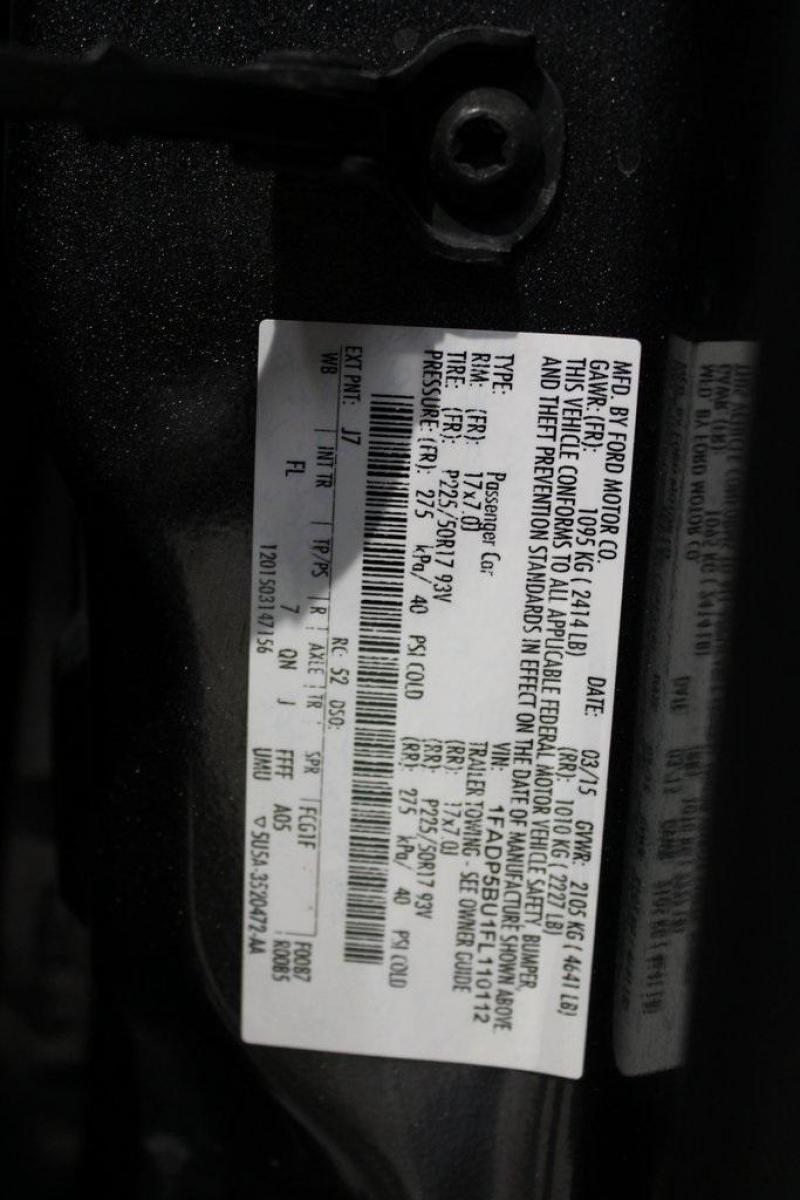 MFD. BY FORD MOTOR CO.
DATE: 03/15 GVWR: 2105 KG ( 4641 LB)
GAWR: (FR): 1095 KG ( 2414 LB) (RR): 1010 KG ( 2227 LB)
THIS VEHICLE CONFORMS TO ALL APPLICABLE FEDERAL MOTOR VEHICLE SAFETY, BUMPER,
AND THEFT PREVENTION STANDARDS IN EFFECT ON THE DATE OF MANUFACTURE SHOWN ABOVE.
VIN: 1FADP5BU1FL110112
TYPE: Passenger Car TRAILER TOWING - SEE OWNER GUIDE
RIM: (FR): 17x7.0J (RR): 17x7.0J
TIRE: (FR): P225/50R17 93V (RR): P225/50R17 93V
PRESSURE: (FR): 275 kPa/ 40 PSI COLD (RR): 275 kPa/ 40 PSI COLD
EXT PNT: J7 RC: 52 DSO: F0087
WB | INT TR | TP/PS | R | AXLE | TR SPR |FCG1F R0085
FL 7 QN J FFFF A05
1201503147156 UMU ▽ 5U5A-3520472-AA